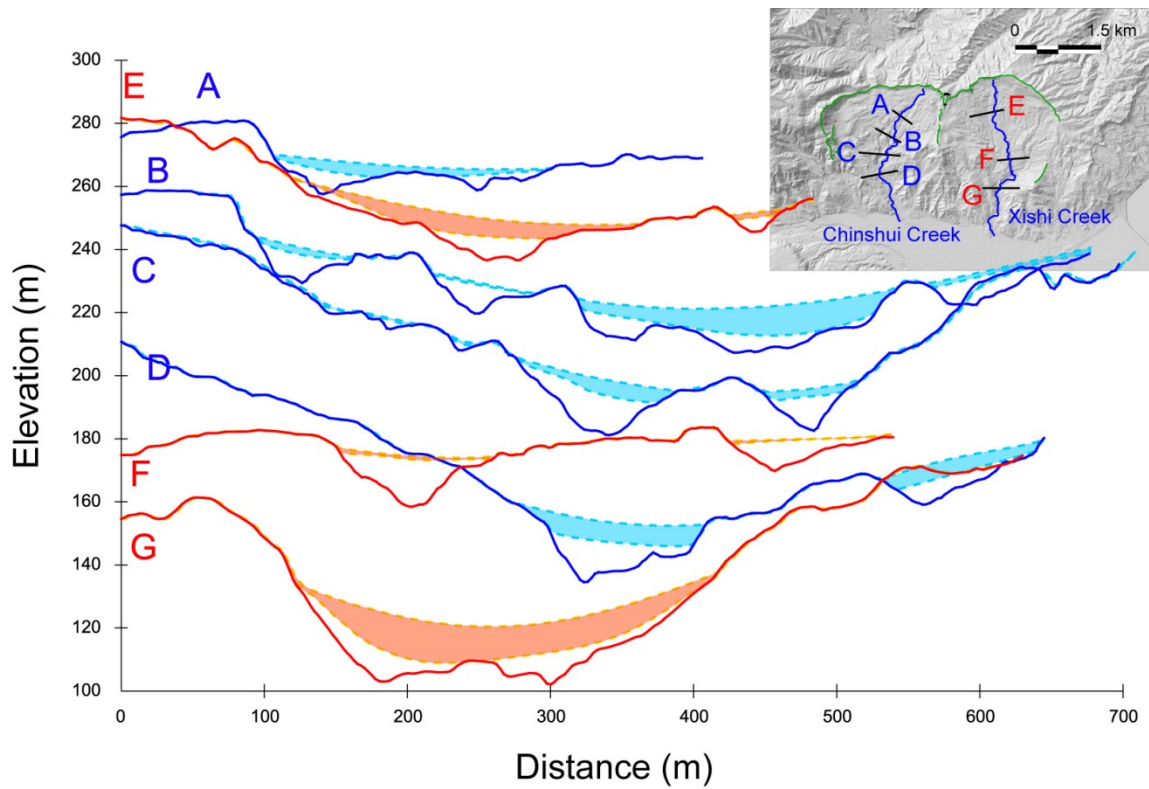 300
280
260
240
220
200
180
160
140
120
100
Elevation (m)
E
A
B
C
D
F
G
0
100
200
300
400
500
600
700
Distance (m)
0 1.5 km
A
B
C
D
E
F
G
Chinshui Creek
Xishi Creek